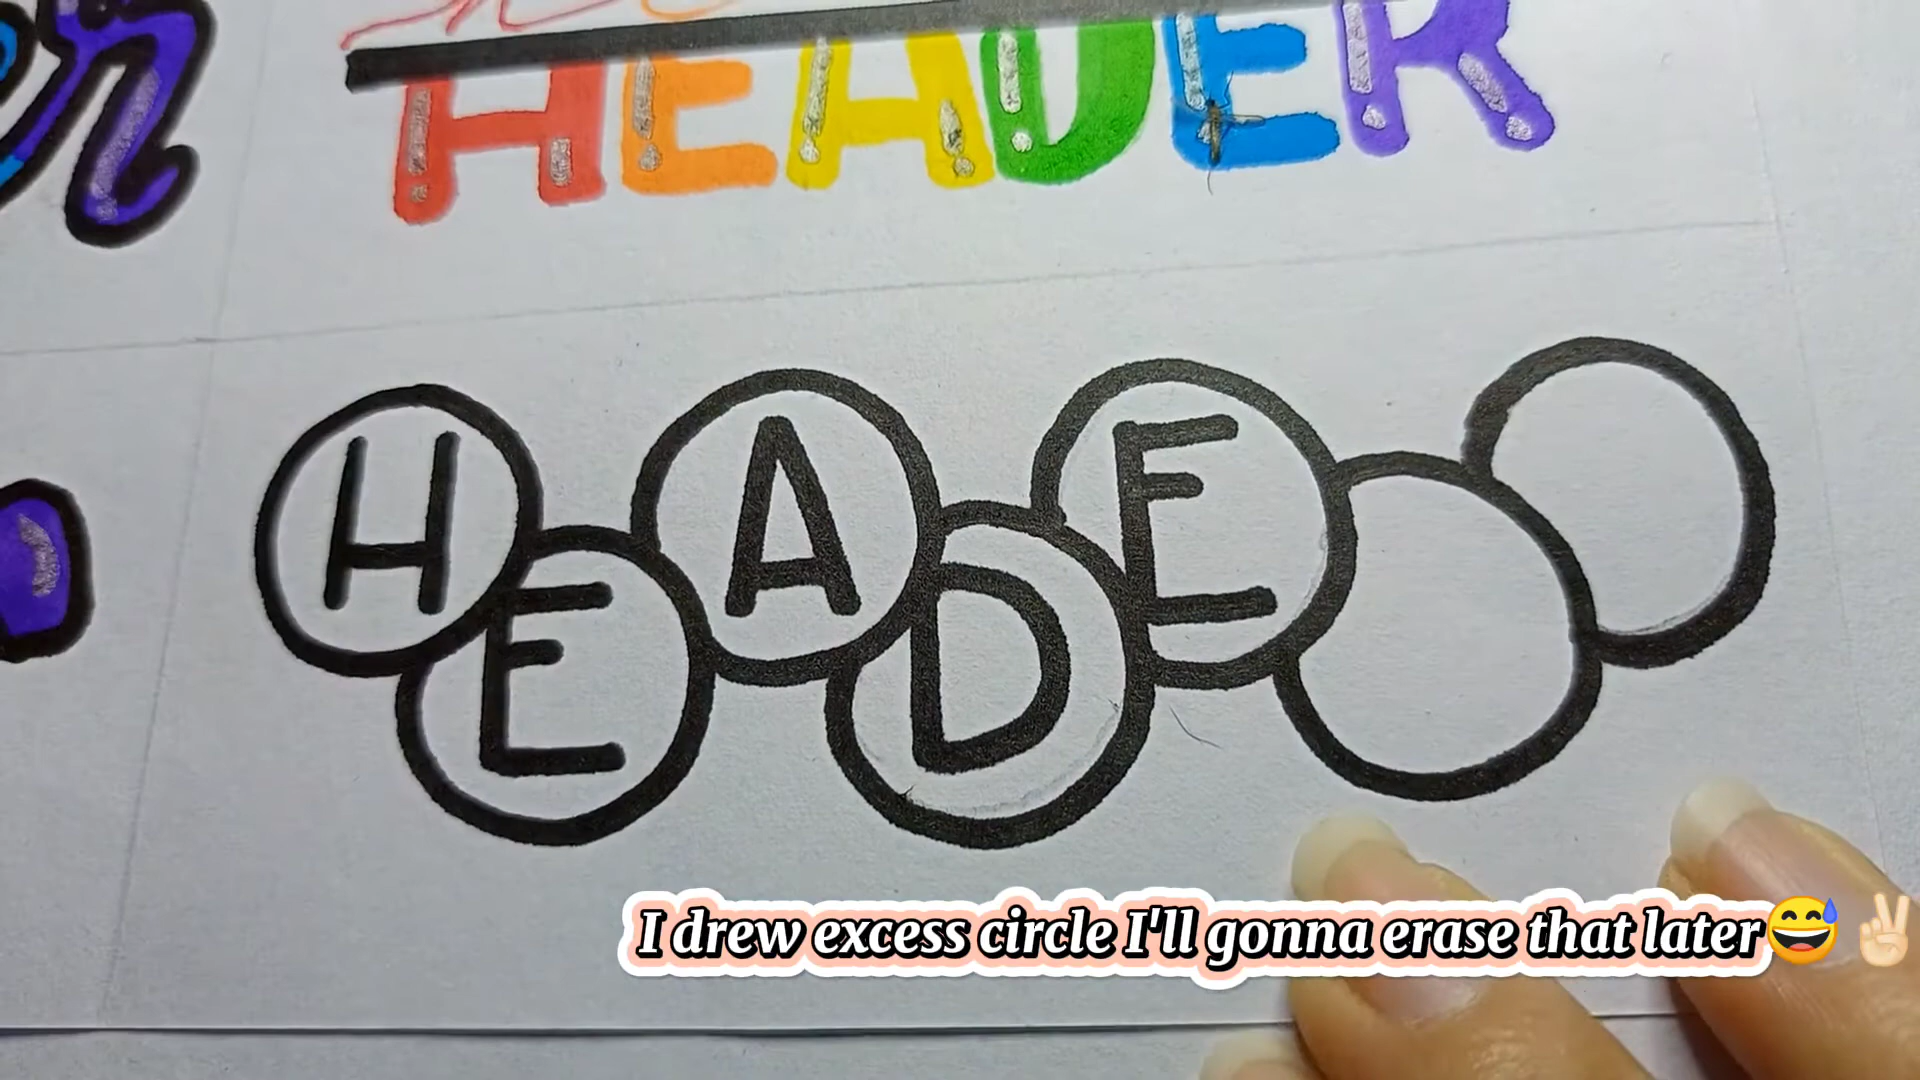 HEADER
HEADE
I drew excess circle I'll gonna erase that later😅✌🏻